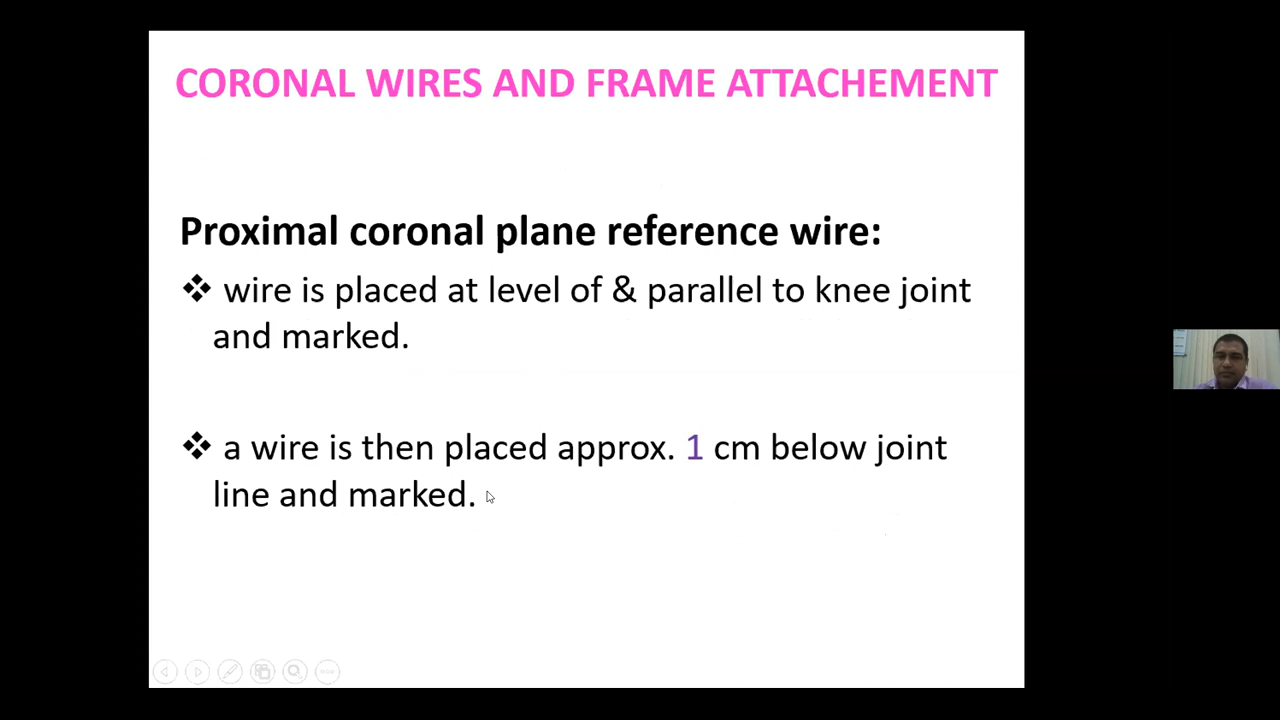 CORONAL WIRES AND FRAME ATTACHEMENT
Proximal coronal plane reference wire:
❖ wire is placed at level of & parallel to knee joint
and marked.
❖ a wire is then placed approx. 1 cm below joint
line and marked.